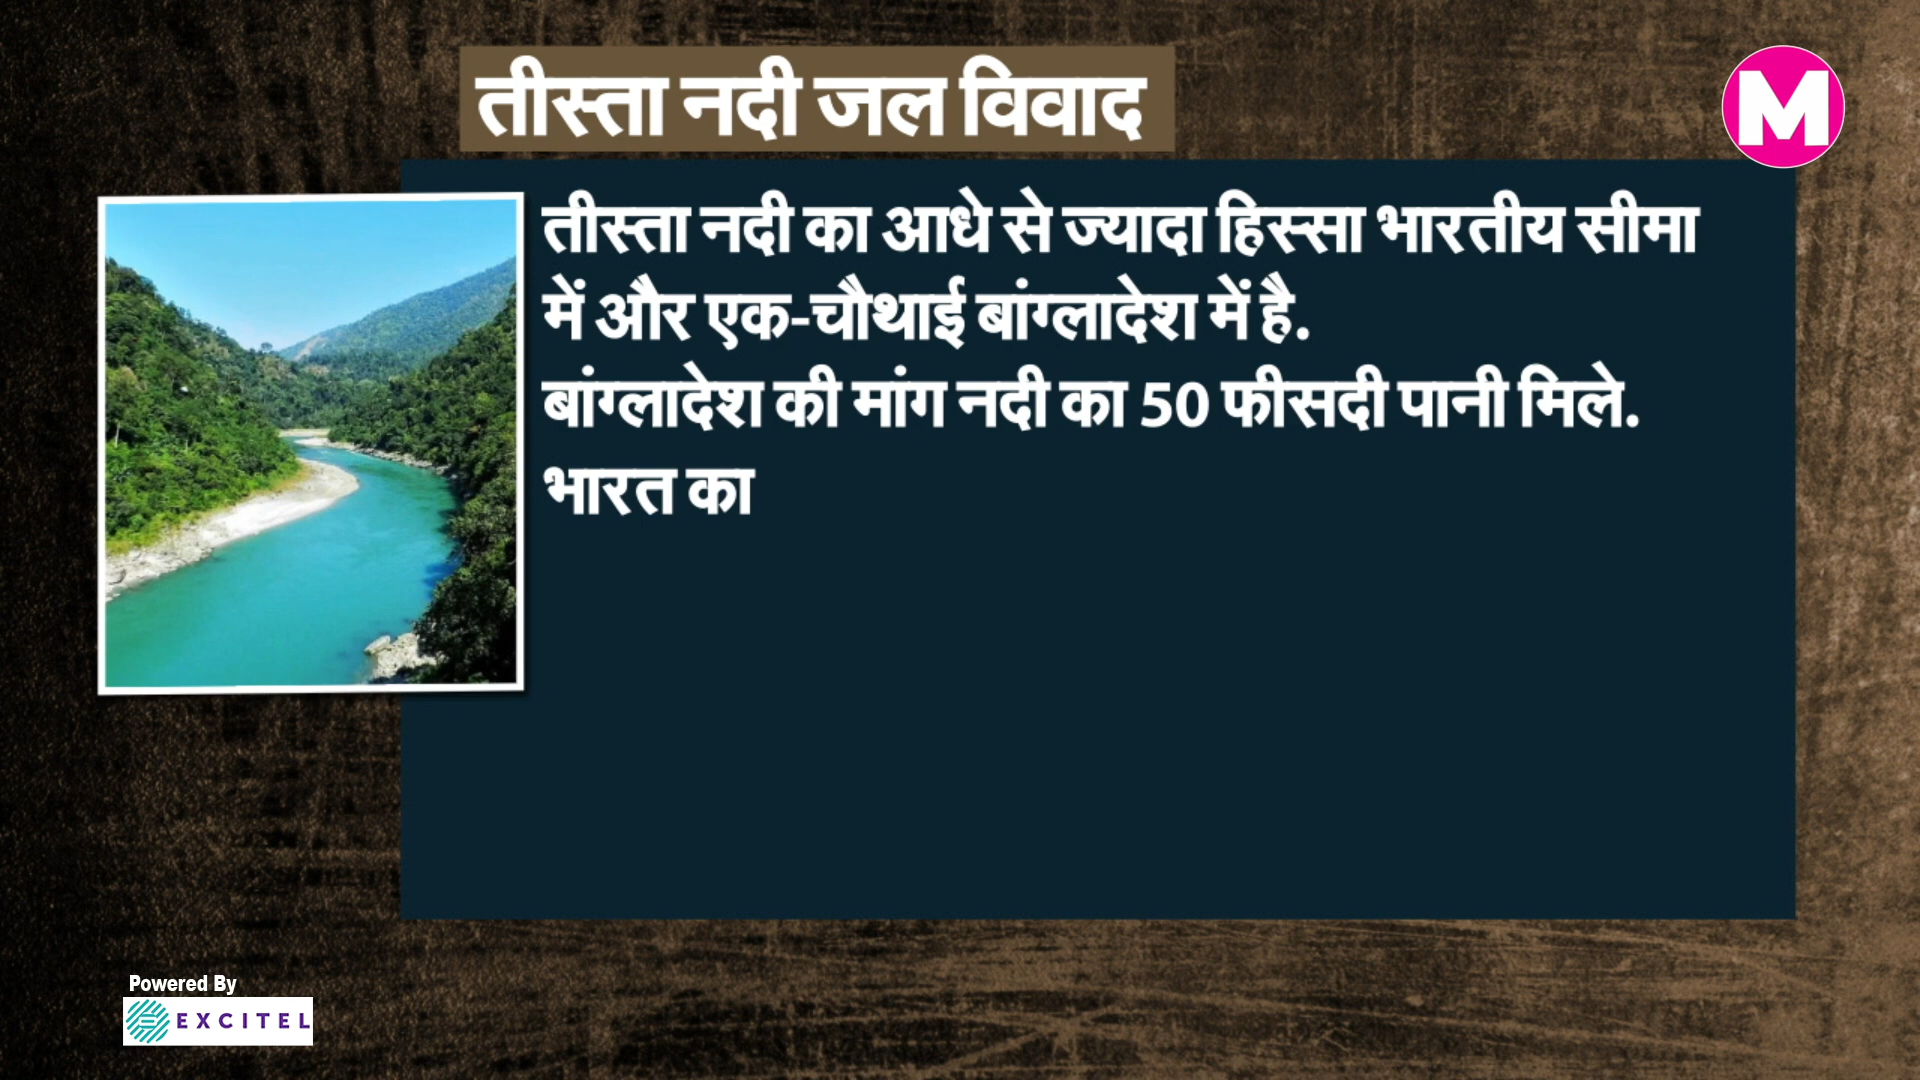 तीस्ता नदी जल विवाद
M
तीस्ता नदी का आधे से ज्यादा हिस्सा भारतीय सीमा
में और एक-चौथाई बांग्लादेश में है.
बांग्लादेश की मांग नदी का 50 फीसदी पानी मिले.
भारत का
Powered By
EXCITEL